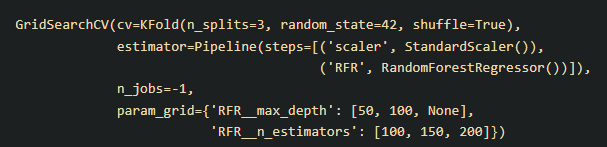 GridSearchCV(cv=KFold(n_splits=3, random_state=42, shuffle=True),
             estimator=Pipeline(steps=[('scaler', StandardScaler()),
                                       ('RFR', RandomForestRegressor())]),
             n_jobs=-1,
             param_grid={'RFR__max_depth': [50, 100, None],
                         'RFR__n_estimators': [100, 150, 200]})